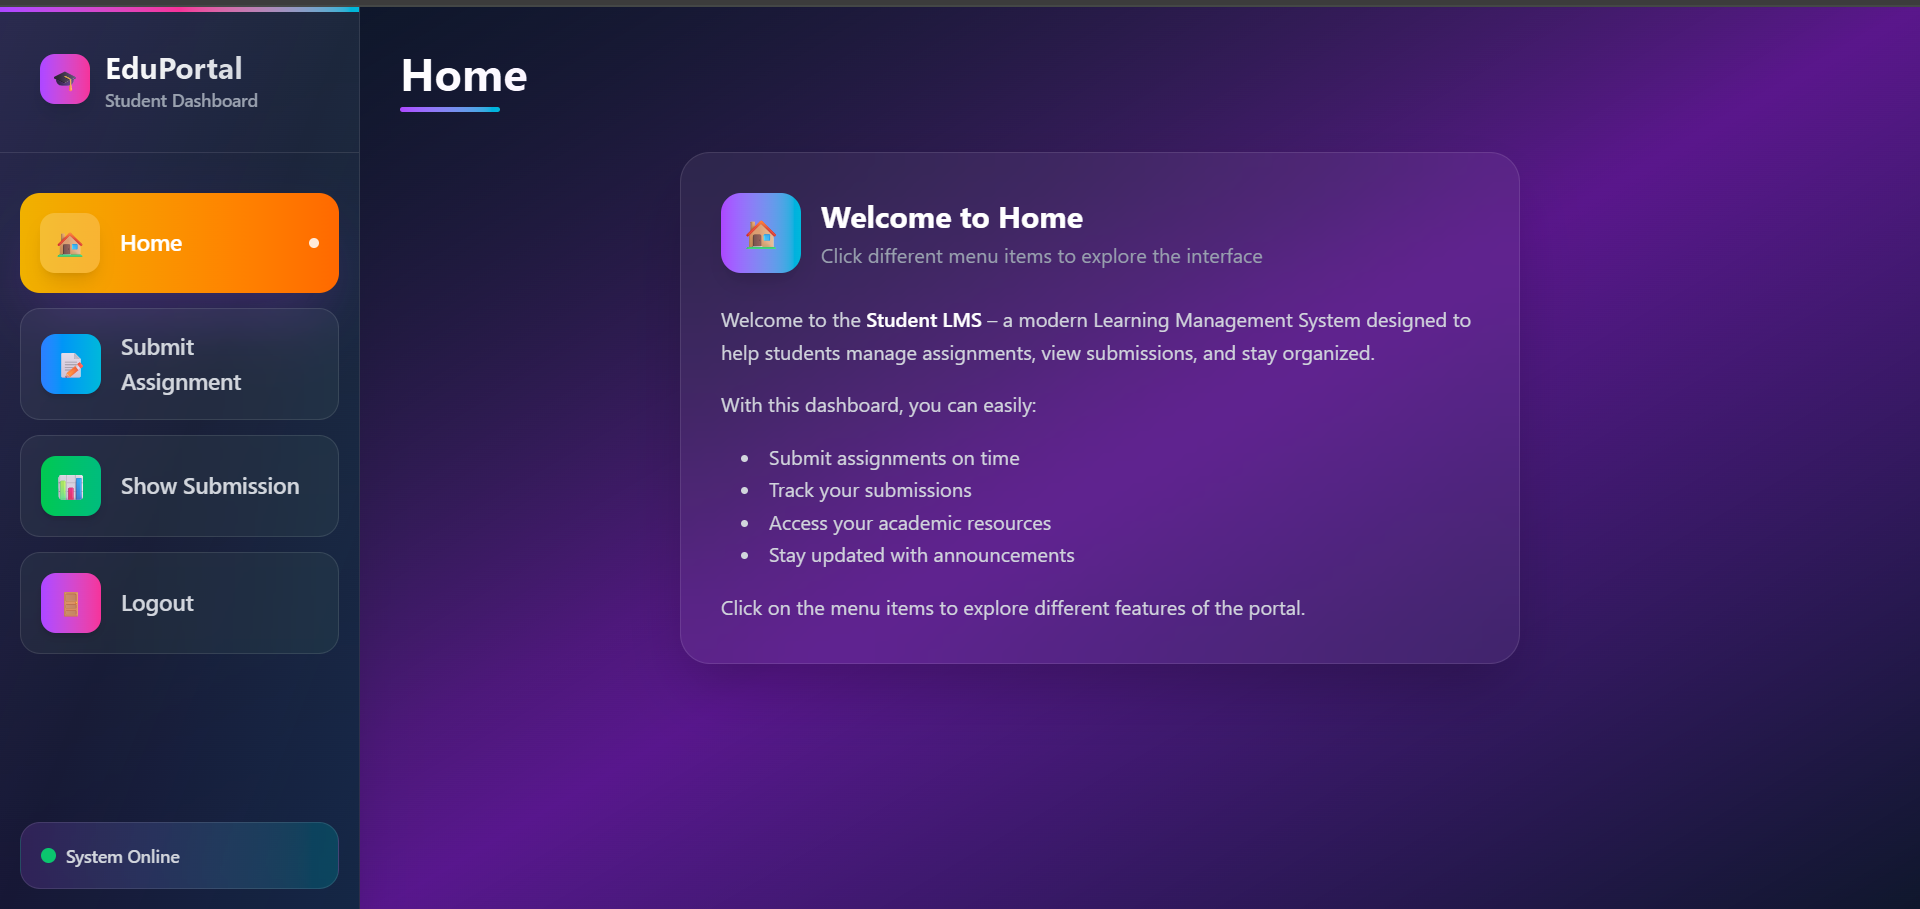 EduPortal
Student Dashboard
Home
Submit
Assignment
Show Submission
Logout
System Online
Home
Welcome to Home
Click different menu items to explore the interface
Welcome to the Student LMS – a modern Learning Management System designed to
help students manage assignments, view submissions, and stay organized.
With this dashboard, you can easily:
• Submit assignments on time
• Track your submissions
• Access your academic resources
• Stay updated with announcements
Click on the menu items to explore different features of the portal.